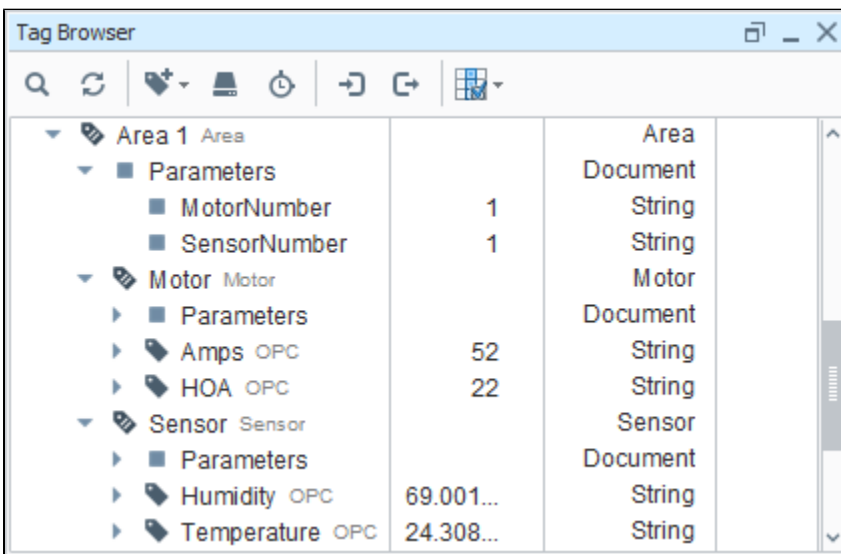 Tag Browser
Area 1 Area Area
Parameters Document
MotorNumber 1 String
SensorNumber 1 String
Motor Motor Motor
Parameters Document
Amps OPC 52 String
HOA OPC 22 String
Sensor Sensor Sensor
Parameters Document
Humidity OPC 69.001... String
Temperature OPC 24.308... String